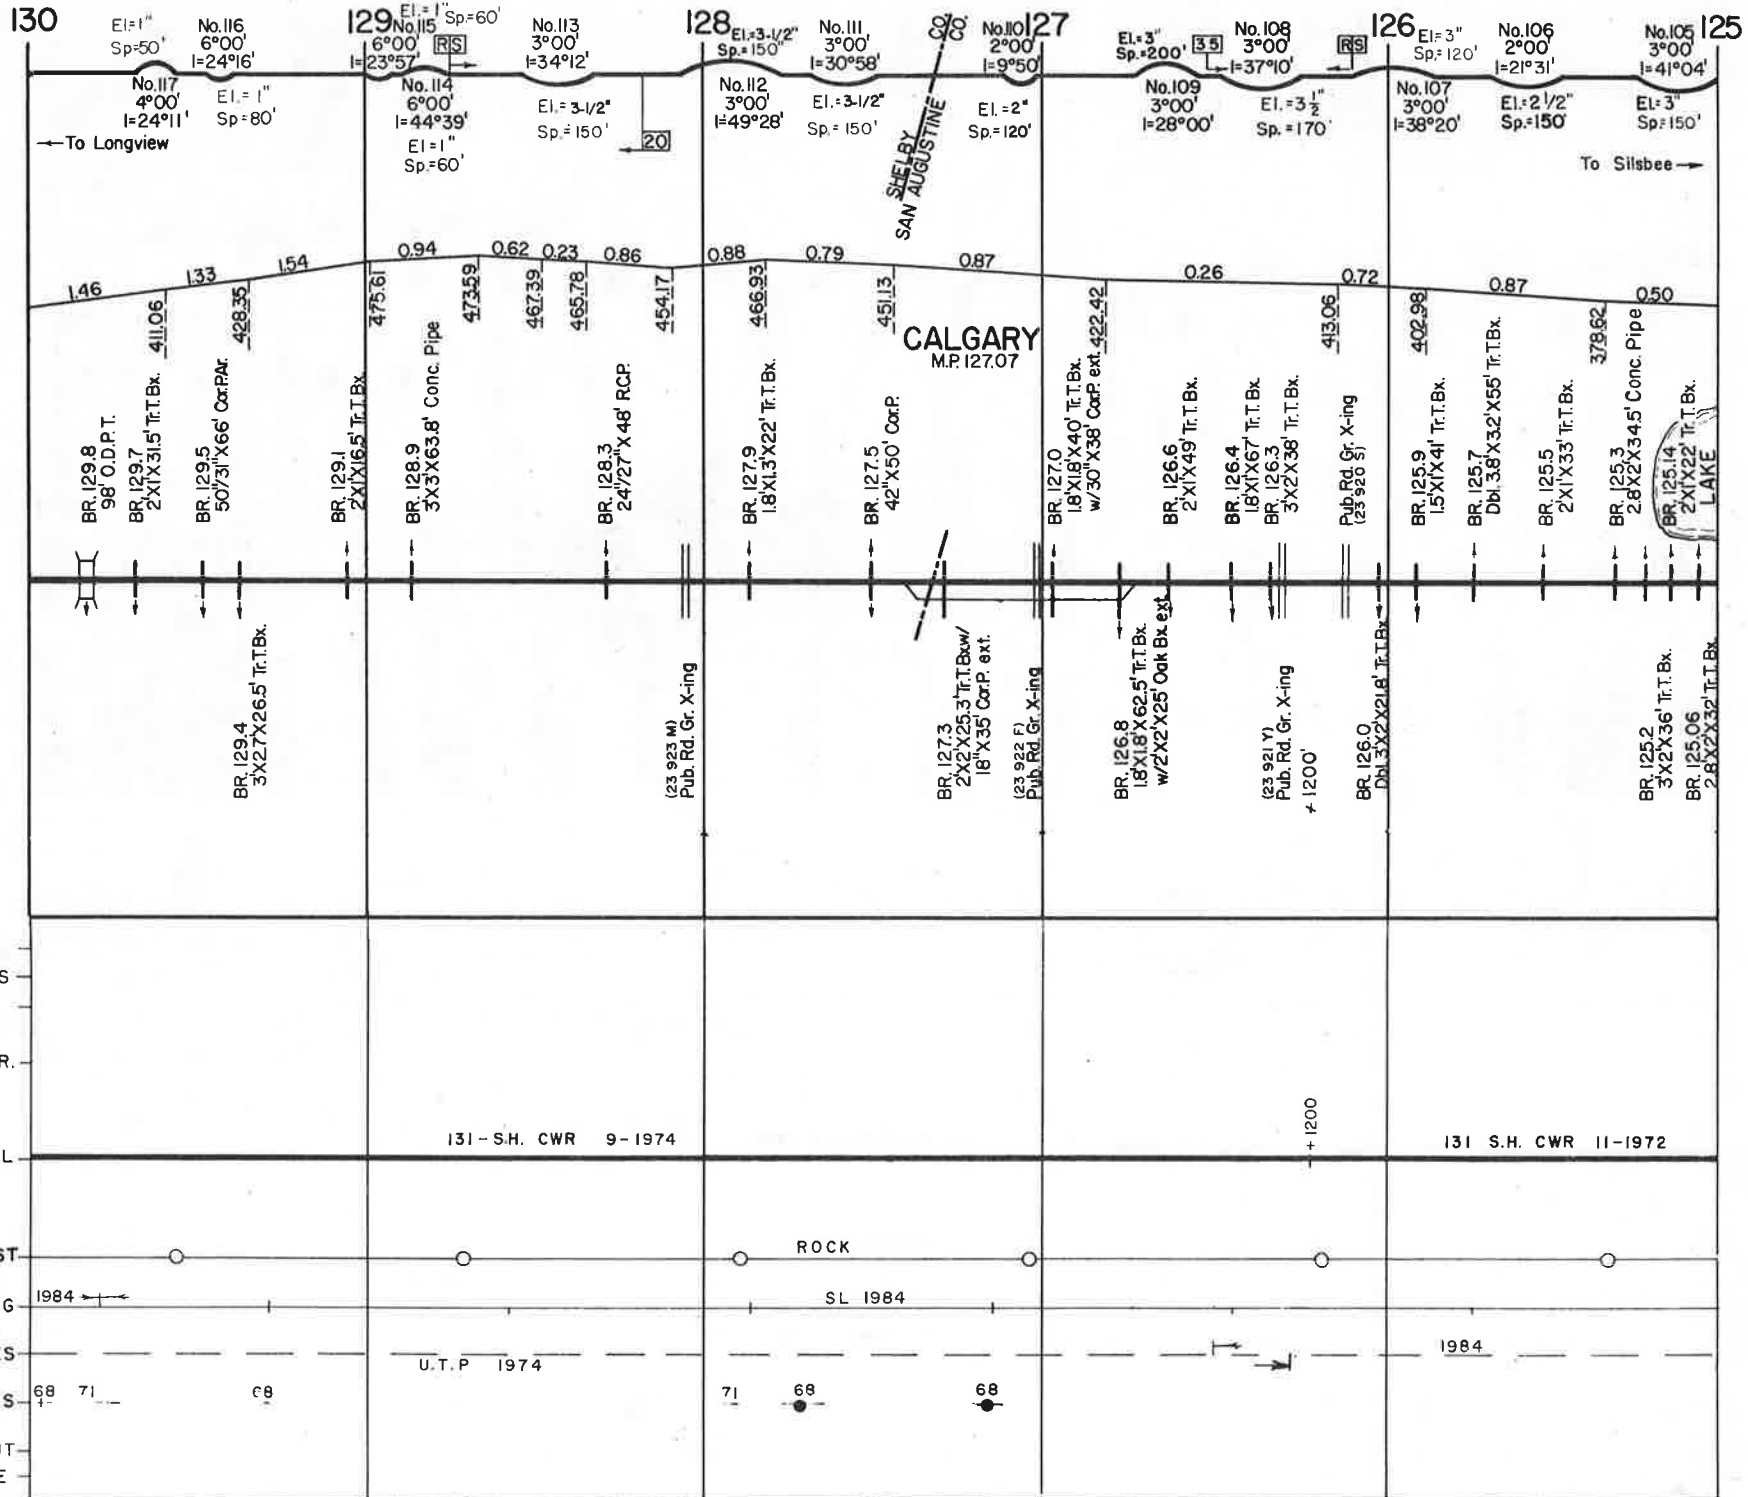 130
129
128
127
126
125
El.=1"
Sp=50'
No.116
6°00'
I=24°16'
No.117
4°00'
I=24°11'
El.= 1"
Sp=80'
El.=1"
Sp=60'
No.115
6°00'
I=23°57'
RS
No.114
6°00'
I=44°39'
El=1"
Sp.=60'
No.113
3°00'
I=34°12'
El.= 3-1/2"
Sp.=150'
20
El.=3-1/2"
Sp.=150"
No.112
3°00'
I=49°28'
No.111
3°00'
I=30°58'
El.= 3-1/2"
Sp.= 150'
CO.
CO.
SHELBY
SAN AUGUSTINE
No.110
2°00'
I=9°50'
El.= 2"
Sp.=120'
El.=3"
Sp.=200'
No.109
3°00'
I=28°00'
35
No.108
3°00'
I=37°10'
El.=3 1/2"
Sp. =170'
RS
No.107
3°00'
I=38°20'
El.=3"
Sp.=120'
No.106
2°00'
I=21°31'
El.=2 1/2"
Sp.=150'
No.105
3°00'
I=41°04'
El.=3"
Sp.=150'
←To Longview
To Silsbee→
1.46
1.33
1.54
0.94
0.62
0.23
0.86
0.88
0.79
0.87
0.26
0.72
0.87
0.50
411.06
428.35
475.61
473.59
467.39
465.78
454.17
466.93
451.13
422.42
413.06
402.98
378.62
CALGARY
M.P. 127.07
BR. 129.8
98' O.D.P.T.
BR. 129.7
2'X1'X31.5' Tr.T.Bx.
BR. 129.5
50"/31"X66' Cor.P.Ar.
BR. 129.1
2'X1'X16.5' Tr.T.Bx.
BR. 128.9
3'X3'X63.8' Conc. Pipe
BR. 128.3
24"/27"X48' R.C.P.
BR. 127.9
1.8'X1.3'X22' Tr.T.Bx.
BR. 127.5
42"X50' Cor.P.
BR. 127.0
1.8'X1.8'X40' Tr.T.Bx.
w/30"X38' Cor.P. ext.
BR. 126.6
2'X1'X49' Tr.T.Bx.
BR. 126.4
1.8'X1'X67' Tr.T.Bx.
BR. 126.3
3'X2'X38' Tr.T.Bx.
Pub. Rd. Gr. X-ing
(23 920 S)
BR. 125.9
1.5'X1'X41' Tr.T.Bx.
BR. 125.7
Dbl. 3.8'X3.2'X55' Tr.T.Bx.
BR. 125.5
2'X1'X33' Tr.T.Bx.
BR. 125.3
2.8'X2'X34.5' Conc. Pipe
BR. 125.14
2'X1'X22' Tr.T.Bx.
LAKE
BR. 129.4
3'X2.7'X26.5' Tr.T.Bx.
(23 923 M)
Pub. Rd. Gr. X-ing
BR. 127.3
2'X2'X25.3' Tr.T.Bx.w/
18"X35' Cor.P. ext.
(23 922 F)
Pub. Rd. Gr. X-ing
BR. 126.8
1.8'X1.8'X62.5' Tr.T.Bx.
w/2'X2'X25' Oak Bx. ext.
(23 921 Y)
Pub. Rd. Gr. X-ing
+ 1200'
BR. 126.0
Dbl. 3'X2'X21.8' Tr.T.Bx.
BR. 125.2
3'X2'X36' Tr.T.Bx.
BR. 125.06
2.8'X2'X32' Tr.T.Bx.
S
R.
L
131 - S.H. CWR 9-1974
+1200
131 S.H. CWR 11-1972
ST
ROCK
G
1984
SL 1984
ES
U.T.P 1974
1984
S
68
71
68
71
68
68
UT
E